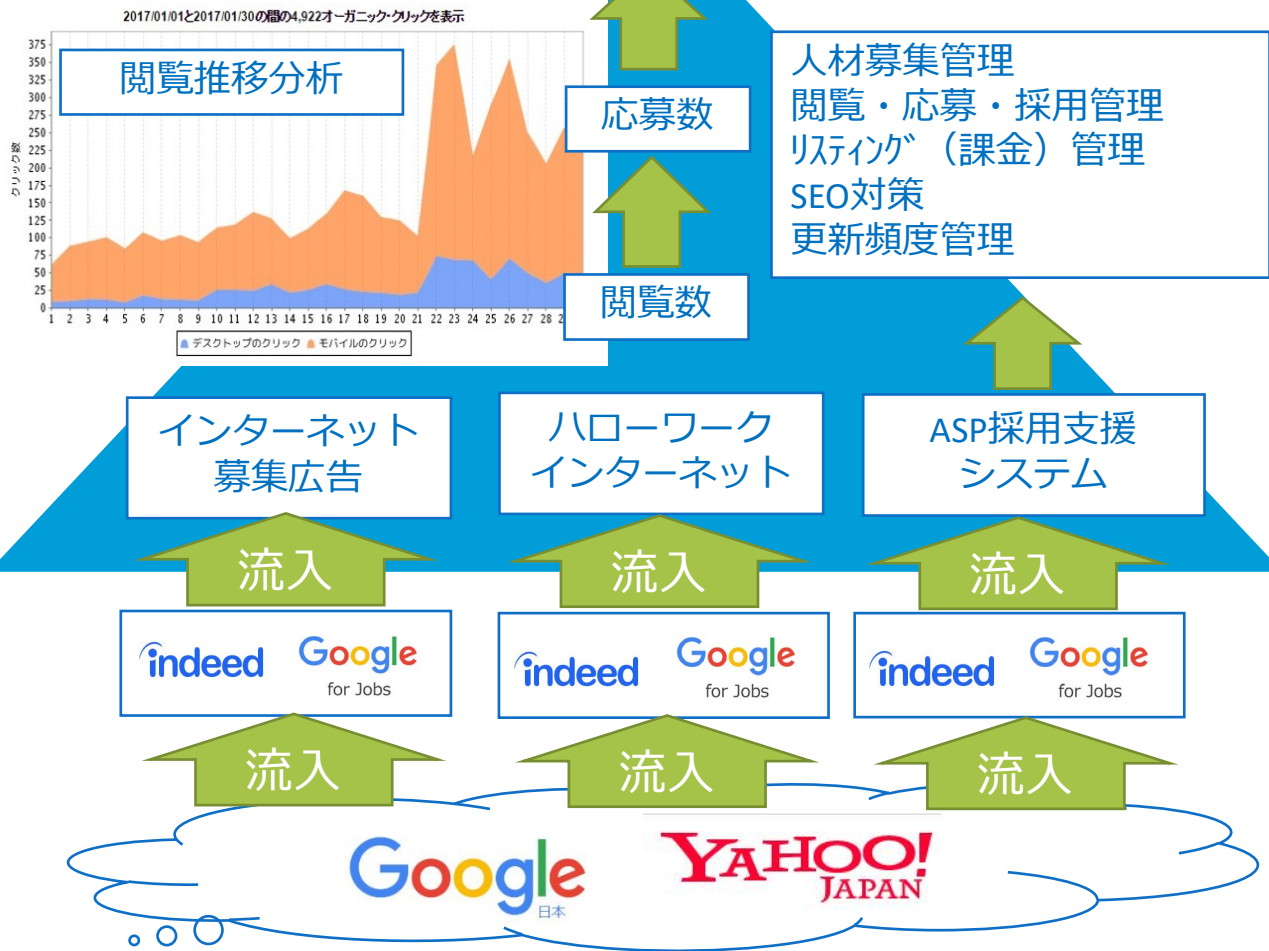 2017/01/01と2017/01/30の間の4,922オーガニック・クリックを表示
閲覧推移分析
クリック数
375
350
325
300
275
250
225
200
175
150
125
100
75
50
25
0
1 2 3 4 5 6 7 8 9 10 11 12 13 14 15 16 17 18 19 20 21 22 23 24 25 26 27 28
デスクトップのクリック モバイルのクリック
応募数
閲覧数
人材募集管理
閲覧・応募・採用管理
ﾘｽティング（課金）管理
SEO対策
更新頻度管理
インターネット
募集広告
ハローワーク
インターネット
ASP採用支援
システム
流入
流入
流入
indeed Google
for Jobs
indeed Google
for Jobs
indeed Google
for Jobs
流入
流入
流入
Google
日本
YAHOO!
JAPAN